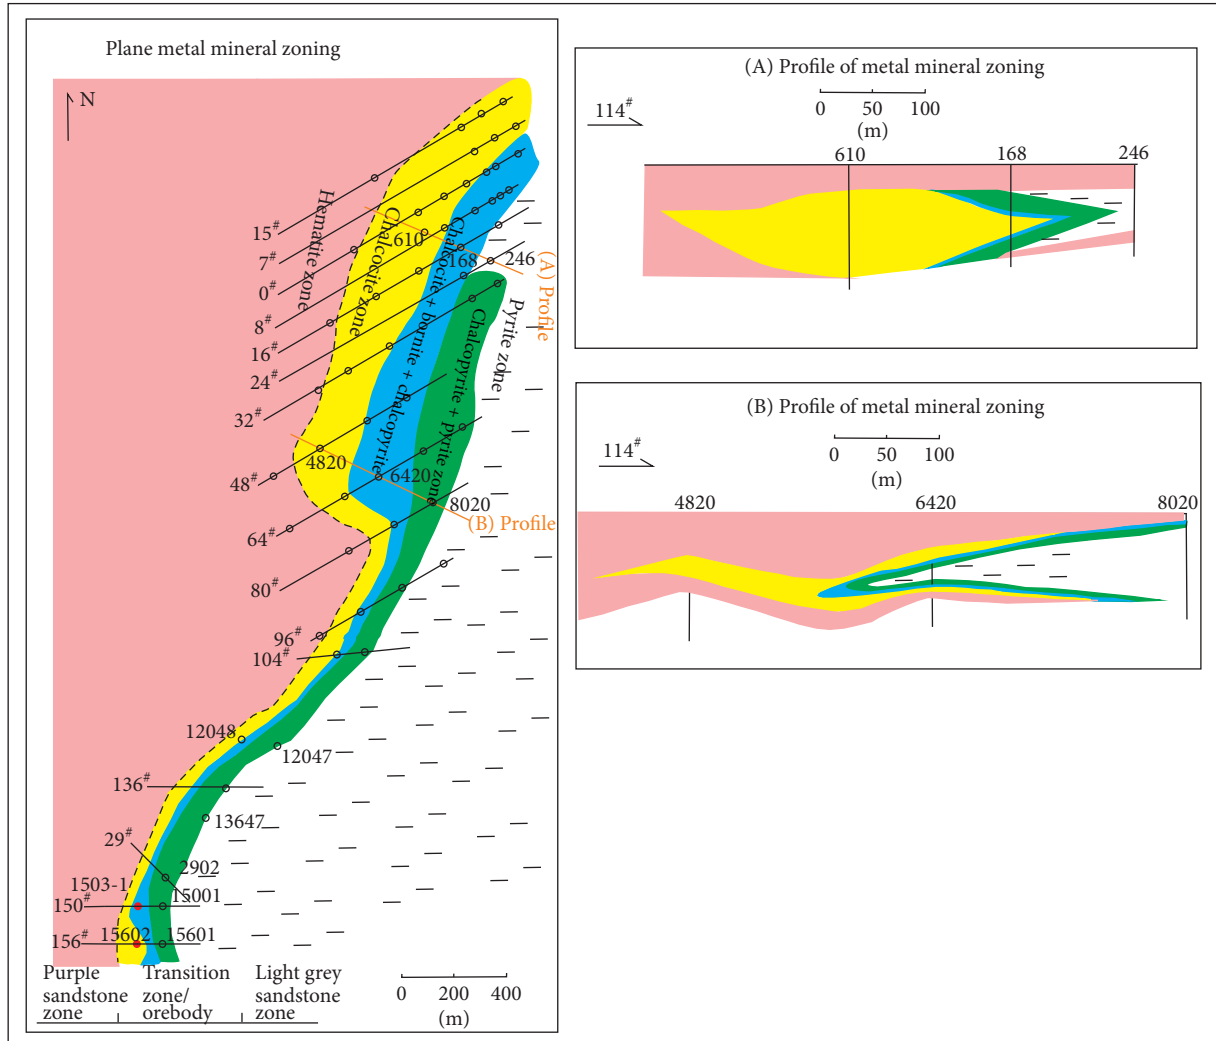 Plane metal mineral zoning
N
15#
7#
0#
8#
16#
24#
32#
48#
64#
80#
96#
104#
136#
29#
150#
156#
Hematite zone
Chalcocite zone
Chalcocite + bornite + chalcopyrite
Chalcopyrite + pyrite zone
Pyrite zone
610
168
246
(A) Profile
4820
6420
8020
(B) Profile
12048
12047
13647
2902
1503-1
15001
15602
15601
Purple
sandstone
zone
Transition
zone/
orebody
Light grey
sandstone
zone
0 200 400
(m)
(A) Profile of metal mineral zoning
0 50 100
(m)
114#
610 168 246
(B) Profile of metal mineral zoning
0 50 100
(m)
114#
4820 6420 8020